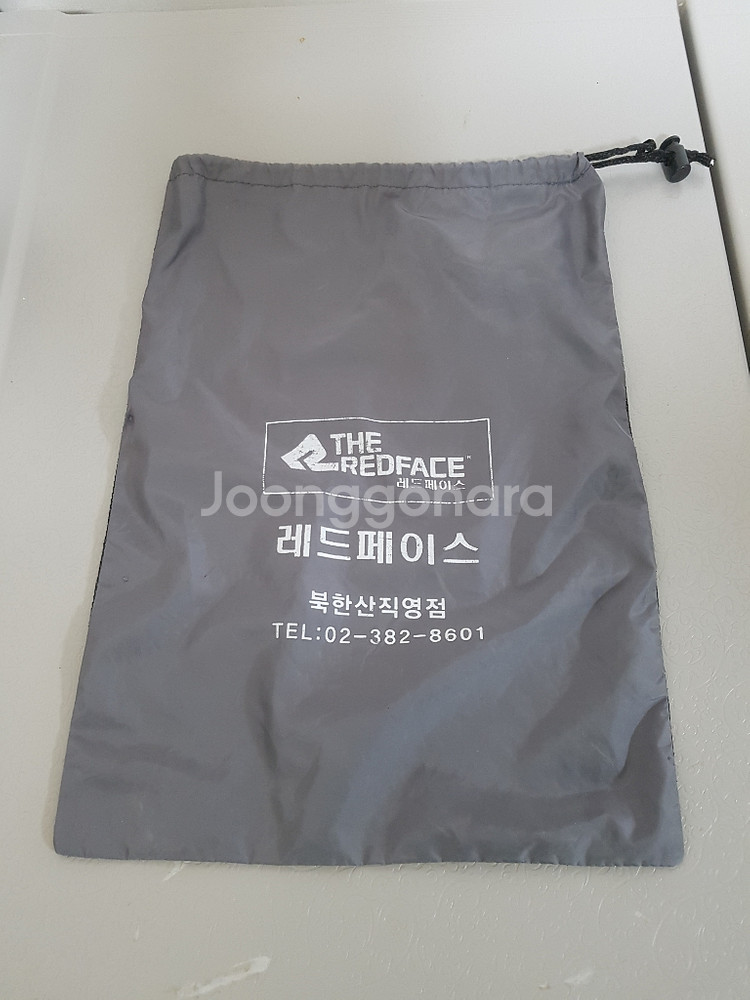 THE
REDFACE
레드페이스
Joonggonara
레드페이스
북한산직영점
TEL:02-382-8601